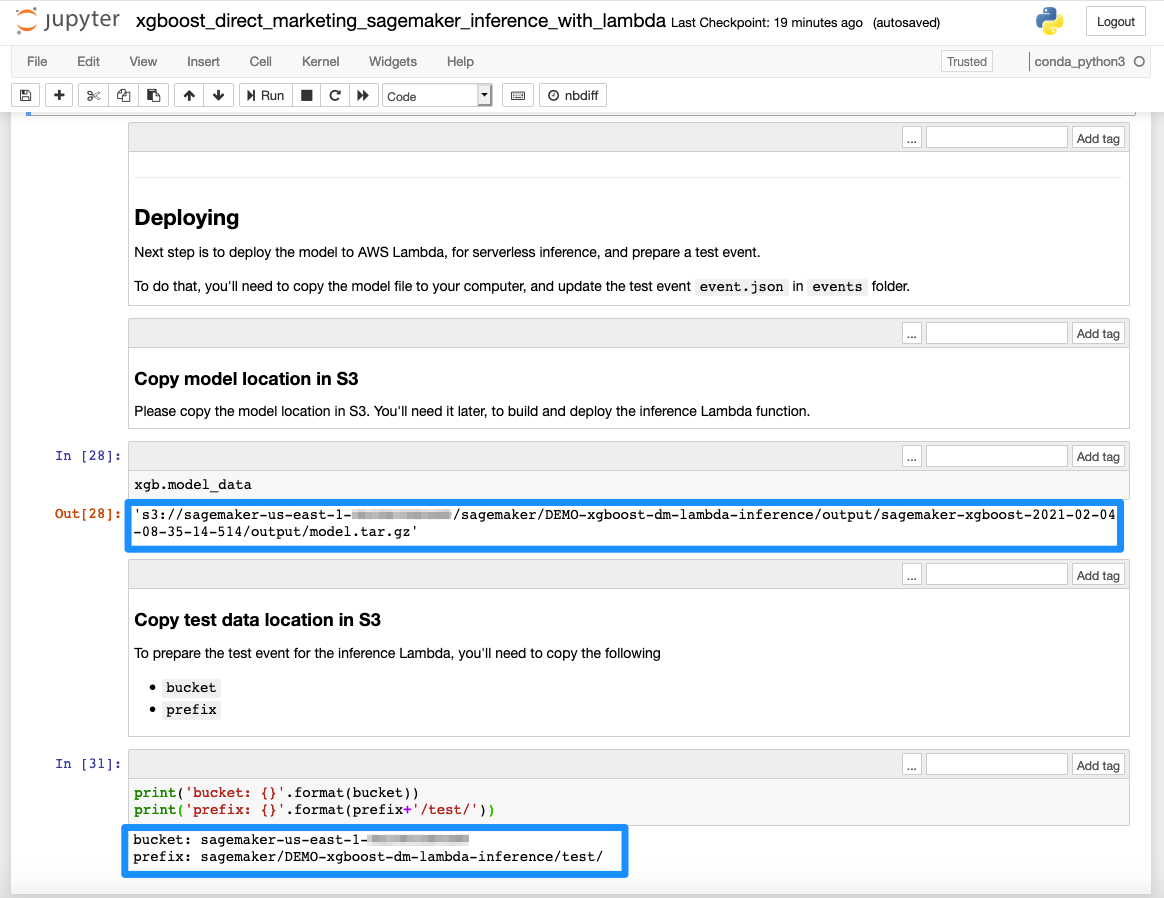 jupyter xgboost_direct_marketing_sagemaker_inference_with_lambda Last Checkpoint: 19 minutes ago (autosaved) Logout
File Edit View Insert Cell Kernel Widgets Help Trusted conda_python3
Run Code nbdiff
... Add tag
Deploying
Next step is to deploy the model to AWS Lambda, for serverless inference, and prepare a test event.
To do that, you'll need to copy the model file to your computer, and update the test event event.json in events folder.
... Add tag
Copy model location in S3
Please copy the model location in S3. You'll need it later, to build and deploy the inference Lambda function.
In [28]: ... Add tag
xgb.model_data
Out[28]: 's3://sagemaker-us-east-1- /sagemaker/DEMO-xgboost-dm-lambda-inference/output/sagemaker-xgboost-2021-02-04
-08-35-14-514/output/model.tar.gz'
... Add tag
Copy test data location in S3
To prepare the test event for the inference Lambda, you'll need to copy the following
• bucket
• prefix
In [31]: ... Add tag
print('bucket: {}'.format(bucket))
print('prefix: {}'.format(prefix+'/test/'))
bucket: sagemaker-us-east-1-
prefix: sagemaker/DEMO-xgboost-dm-lambda-inference/test/